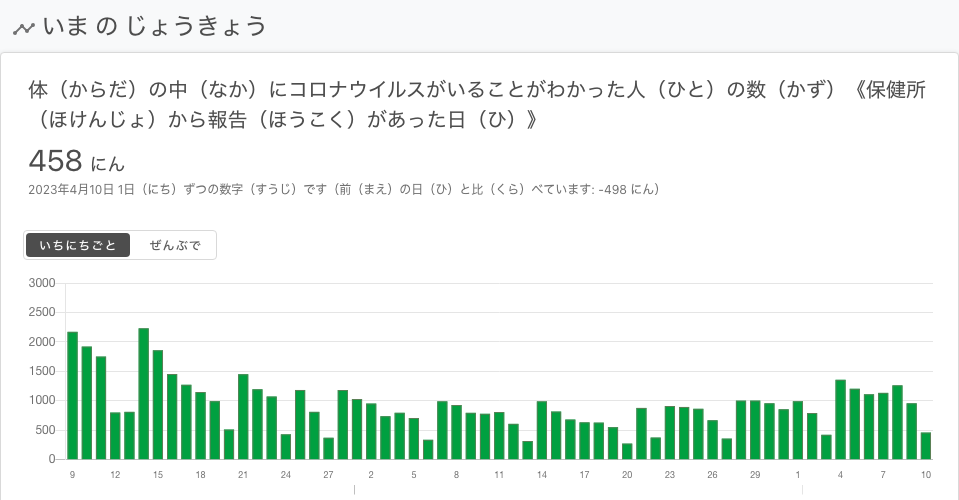 いま の じょうきょう
体（からだ）の中（なか）にコロナウイルスがいることがわかった人（ひと）の数（かず）《保健所
（ほけんじょ）から報告（ほうこく）があった日（ひ）》
458 にん
2023年4月10日 1日（にち）ずつの数字（すうじ）です（前（まえ）の日（ひ）と比（くら）べています: -498 にん）
いちにちごと ぜんぶで
3000
2500
2000
1500
1000
500
0
9 12 15 18 21 24 27 2 5 8 11 14 17 20 23 26 29 1 4 7 10